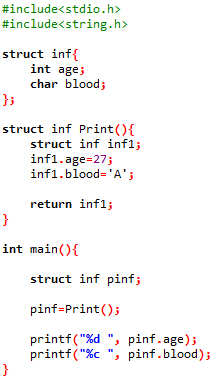 #include<stdio.h>
#include<string.h>

struct inf{
    int age;
    char blood;
};

struct inf Print(){
    struct inf inf1;
    inf1.age=27;
    inf1.blood='A';

    return inf1;
}

int main(){

    struct inf pinf;

    pinf=Print();

    printf("%d ", pinf.age);
    printf("%c ", pinf.blood);
}